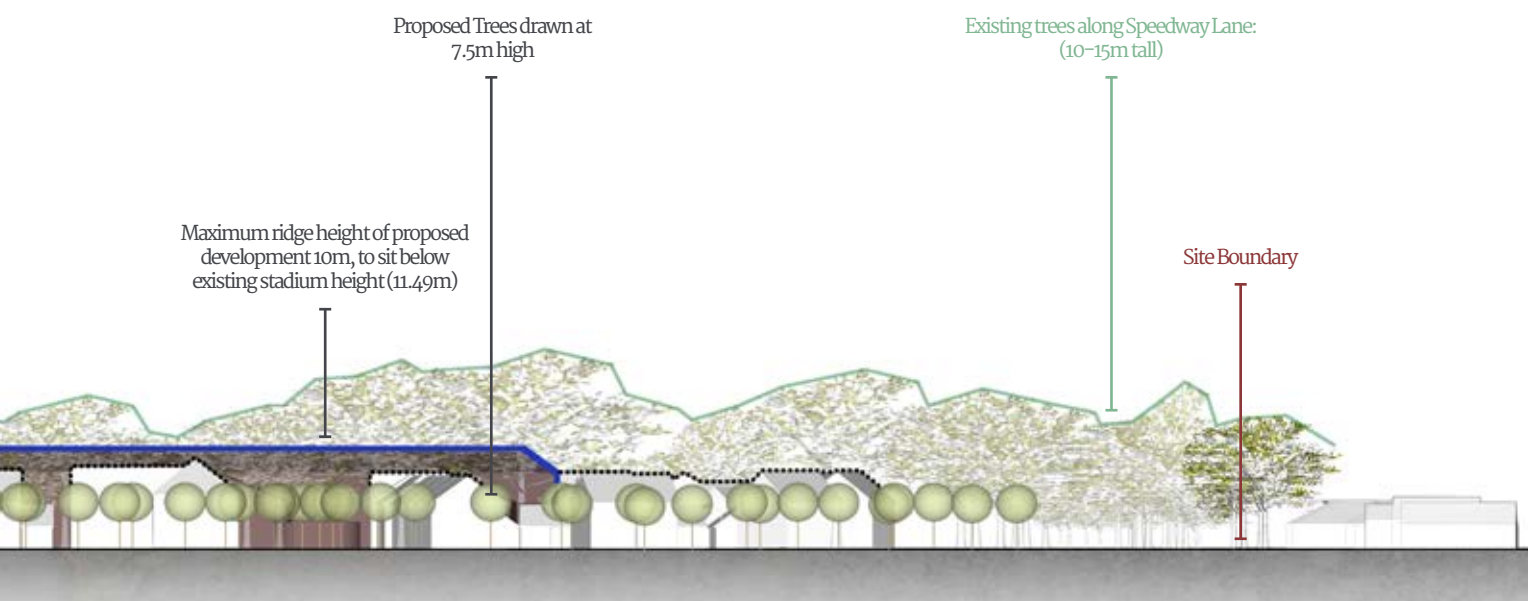 Proposed Trees drawn at
7.5m high
Existing trees along Speedway Lane:
(10-15m tall)
Maximum ridge height of proposed
development 10m, to sit below
existing stadium height (11.49m)
Site Boundary